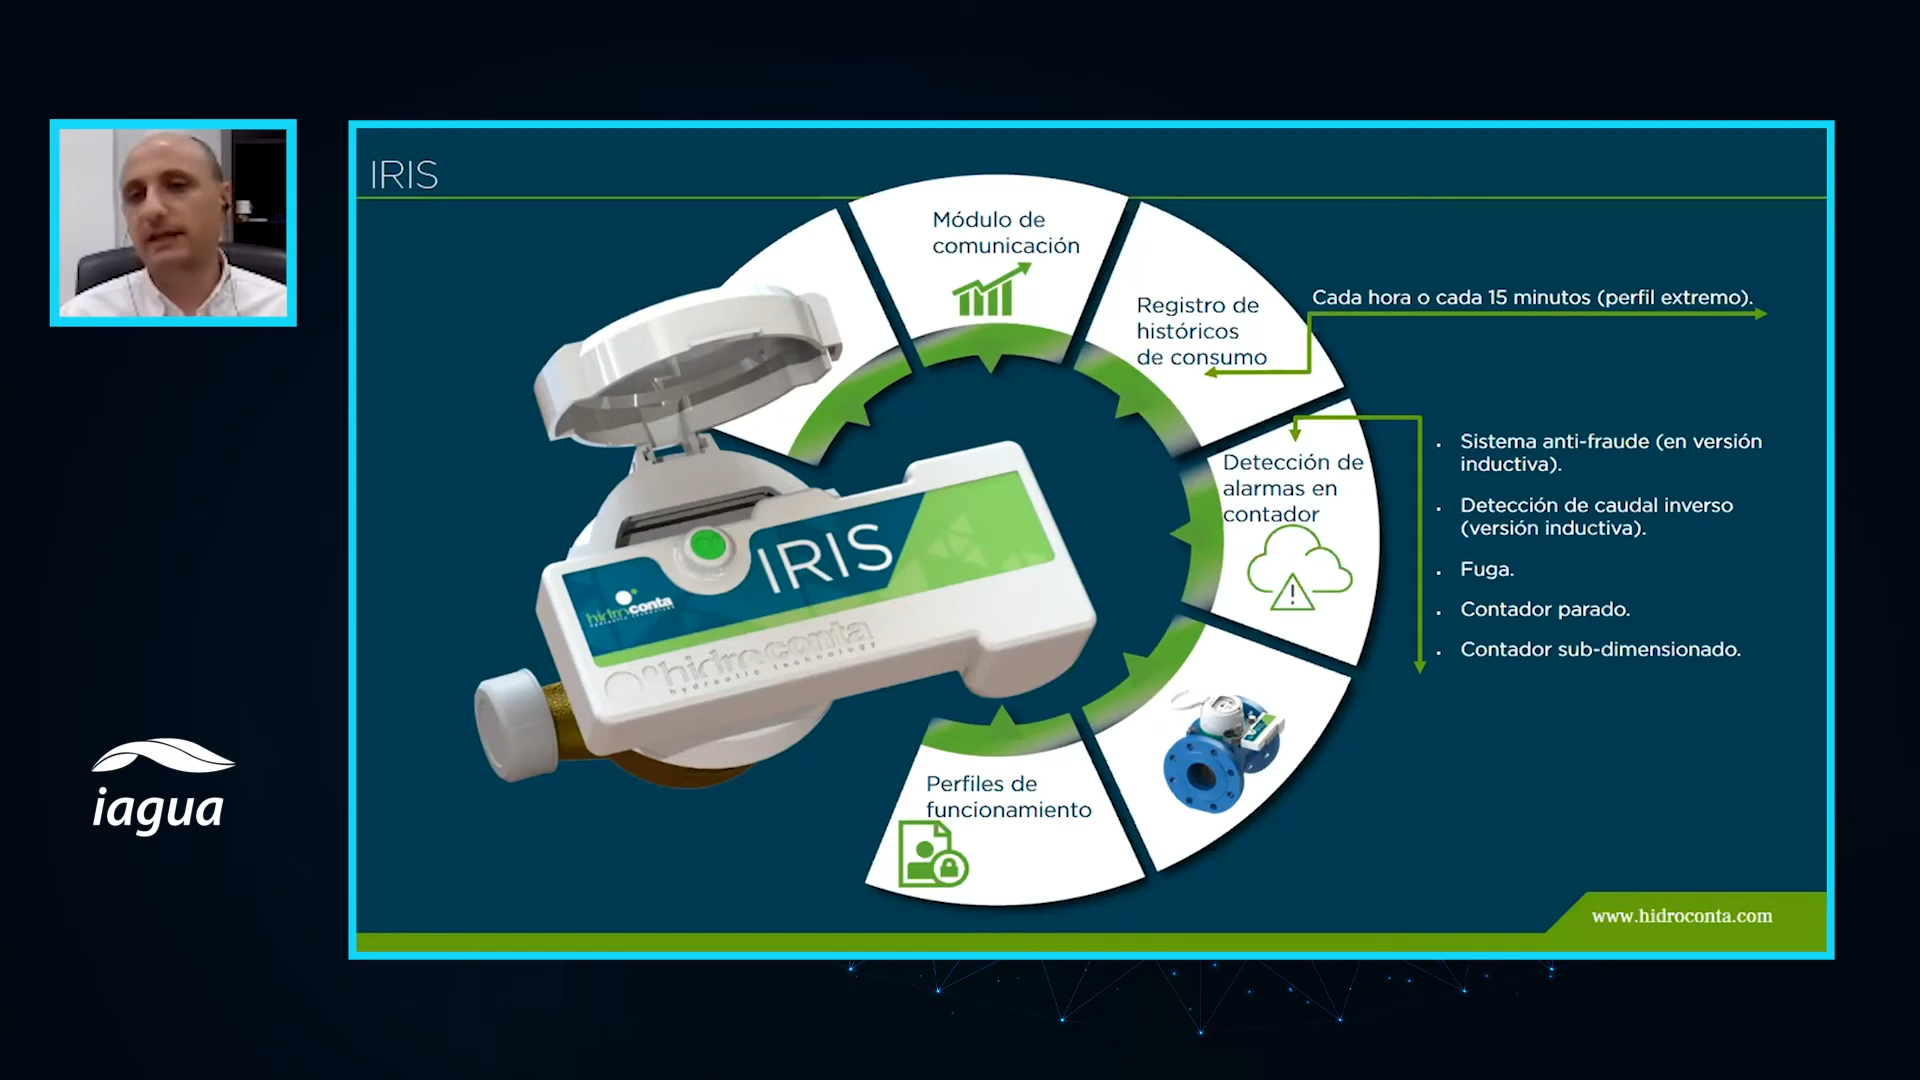 IRIS
Módulo de
comunicación
Registro de
históricos
de consumo
Cada hora o cada 15 minutos (perfil extremo).
Detección de
alarmas en
contador
Sistema anti-fraude (en versión
inductiva).
Detección de caudal inverso
(versión inductiva).
Fuga.
Contador parado.
Contador sub-dimensionado.
IRIS
hidroconta
hidroconta
hydraulic technology
Perfiles de
funcionamiento
iagua
www.hidroconta.com